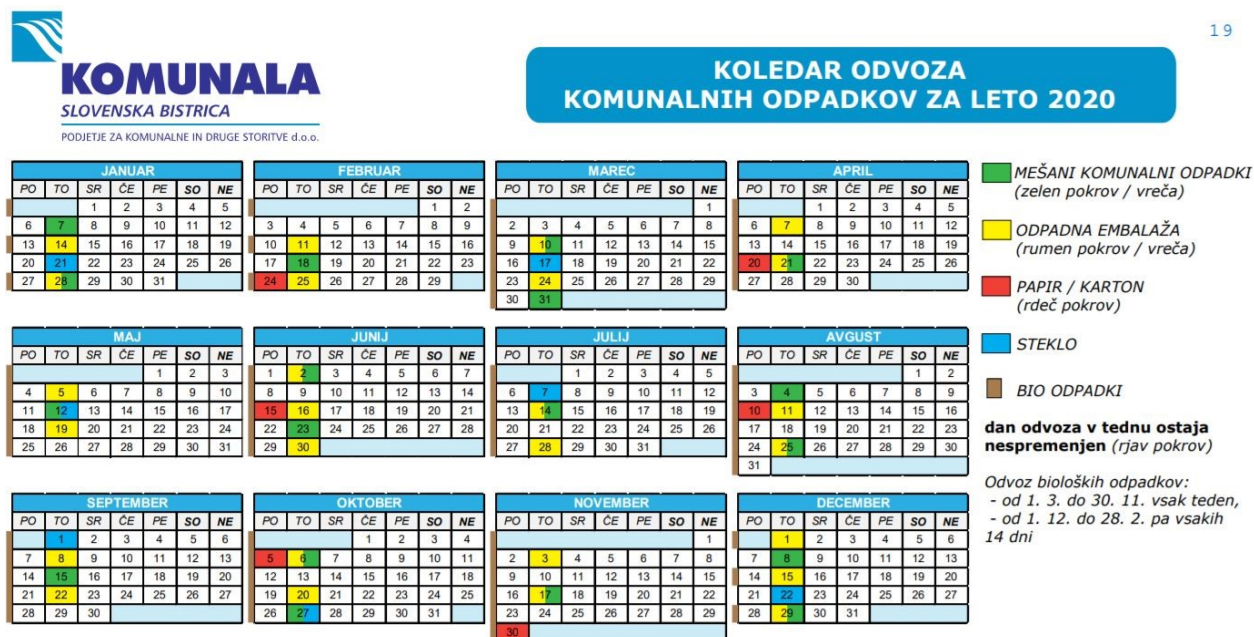 19
KOMUNALA
SLOVENSKA BISTRICA
PODJETJE ZA KOMUNALNE IN DRUGE STORITVE d.o.o.
KOLEDAR ODVOZA
KOMUNALNIH ODPADKOV ZA LETO 2020
JANUAR
PO TO SR ČE PE SO NE
1 2 3 4 5
6 7 8 9 10 11 12
13 14 15 16 17 18 19
20 21 22 23 24 25 26
27 28 29 30 31
FEBRUAR
PO TO SR ČE PE SO NE
1 2
3 4 5 6 7 8 9
10 11 12 13 14 15 16
17 18 19 20 21 22 23
24 25 26 27 28 29
MAREC
PO TO SR ČE PE SO NE
1
2 3 4 5 6 7 8
9 10 11 12 13 14 15
16 17 18 19 20 21 22
23 24 25 26 27 28 29
30 31
APRIL
PO TO SR ČE PE SO NE
1 2 3 4 5
6 7 8 9 10 11 12
13 14 15 16 17 18 19
20 21 22 23 24 25 26
27 28 29 30
MAJ
PO TO SR ČE PE SO NE
1 2 3
4 5 6 7 8 9 10
11 12 13 14 15 16 17
18 19 20 21 22 23 24
25 26 27 28 29 30 31
JUNIJ
PO TO SR ČE PE SO NE
1 2 3 4 5 6 7
8 9 10 11 12 13 14
15 16 17 18 19 20 21
22 23 24 25 26 27 28
29 30
JULIJ
PO TO SR ČE PE SO NE
1 2 3 4 5
6 7 8 9 10 11 12
13 14 15 16 17 18 19
20 21 22 23 24 25 26
27 28 29 30 31
AVGUST
PO TO SR ČE PE SO NE
1 2
3 4 5 6 7 8 9
10 11 12 13 14 15 16
17 18 19 20 21 22 23
24 25 26 27 28 29 30
31
SEPTEMBER
PO TO SR ČE PE SO NE
1 2 3 4 5 6
7 8 9 10 11 12 13
14 15 16 17 18 19 20
21 22 23 24 25 26 27
28 29 30
OKTOBER
PO TO SR ČE PE SO NE
1 2 3 4
5 6 7 8 9 10 11
12 13 14 15 16 17 18
19 20 21 22 23 24 25
26 27 28 29 30 31
NOVEMBER
PO TO SR ČE PE SO NE
1
2 3 4 5 6 7 8
9 10 11 12 13 14 15
16 17 18 19 20 21 22
23 24 25 26 27 28 29
30
DECEMBER
PO TO SR ČE PE SO NE
1 2 3 4 5 6
7 8 9 10 11 12 13
14 15 16 17 18 19 20
21 22 23 24 25 26 27
28 29 30 31
MEŠANI KOMUNALNI ODPADKI
(zelen pokrov / vreča)
ODPADNA EMBALAŽA
(rumen pokrov / vreča)
PAPIR / KARTON
(rdeč pokrov)
STEKLO
BIO ODPADKI
dan odvoza v tednu ostaja
nespremenjen (rjav pokrov)
Odvoz bioloških odpadkov:
- od 1. 3. do 30. 11. vsak teden,
- od 1. 12. do 28. 2. pa vsakih
14 dni